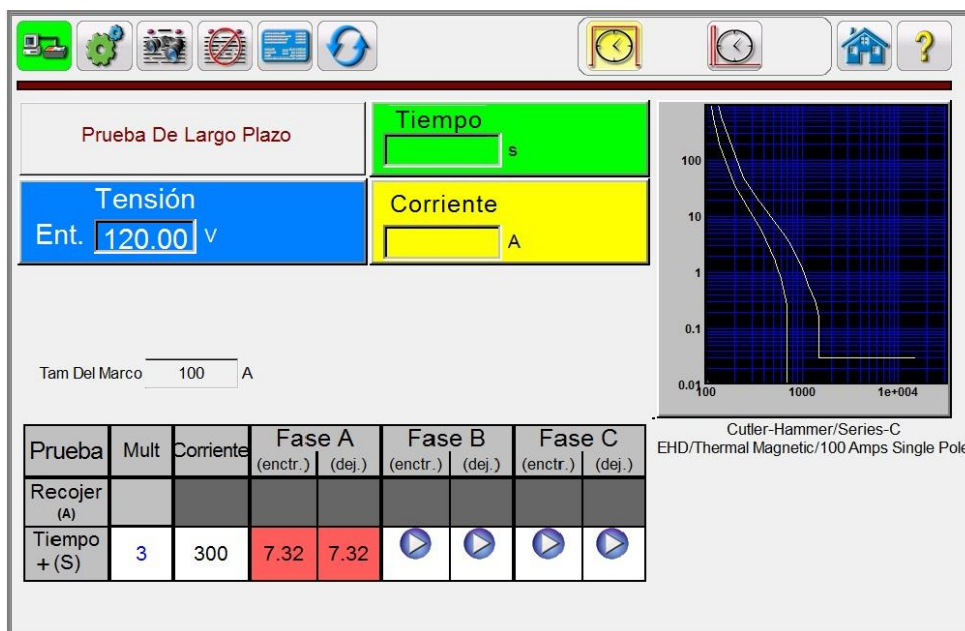 ?
Prueba De Largo Plazo
Tiempo
s
Tensión
Ent. 120.00 V
Corriente
A
100
10
1
0.1
0.01
100 1000 1e+004
Tam Del Marco 100 A
Cutler-Hammer/Series-C
EHD/Thermal Magnetic/100 Amps Single Pole
Prueba Mult Corriente Fase A Fase B Fase C
(enctr.) (dej.) (enctr.) (dej.) (enctr.) (dej.)
Recojer
(A)
Tiempo
+(S) 3 300 7.32 7.32